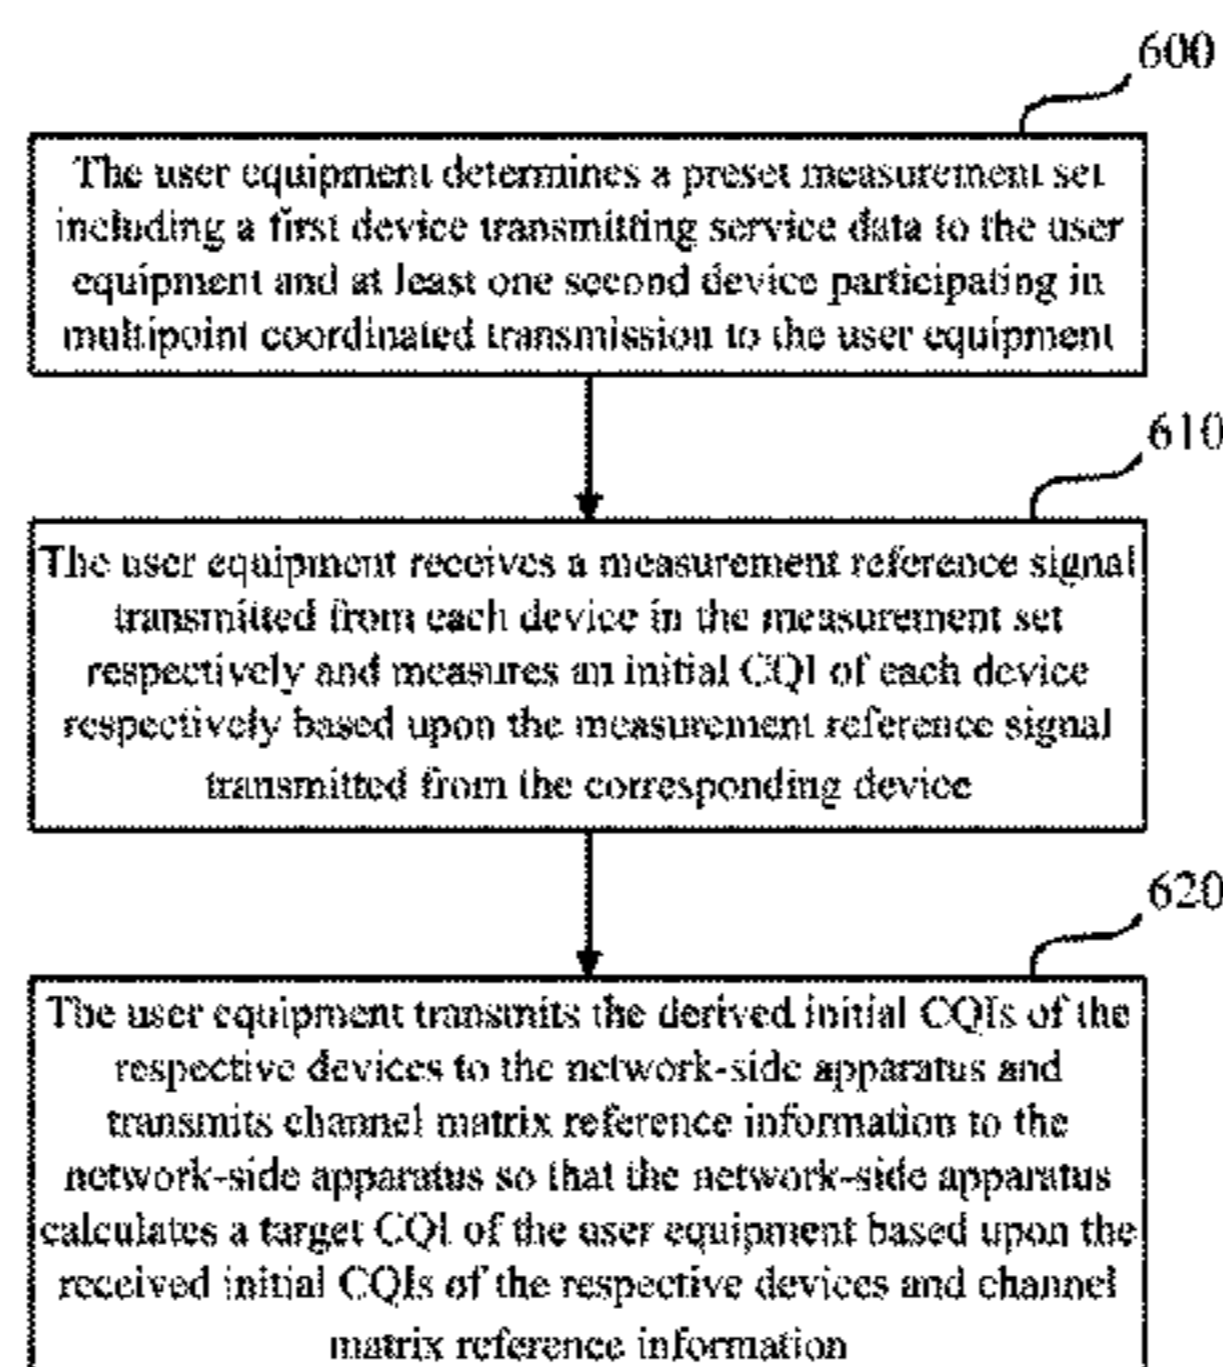 600
The user equipment determines a preset measurement set
including a first device transmitting service data to the user
equipment and at least one second device participating in
multipoint coordinated transmission to the user equipment
610
The user equipment receives a measurement reference signal
transmitted from each device in the measurement set
respectively and measures an initial CQI of each device
respectively based upon the measurement reference signal
transmitted from the corresponding device
620
The user equipment transmits the derived initial CQIs of the
respective devices to the network-side apparatus and
transmits channel matrix reference information to the
network-side apparatus so that the network-side apparatus
calculates a target CQI of the user equipment based upon the
received initial CQIs of the respective devices and channel
matrix reference information